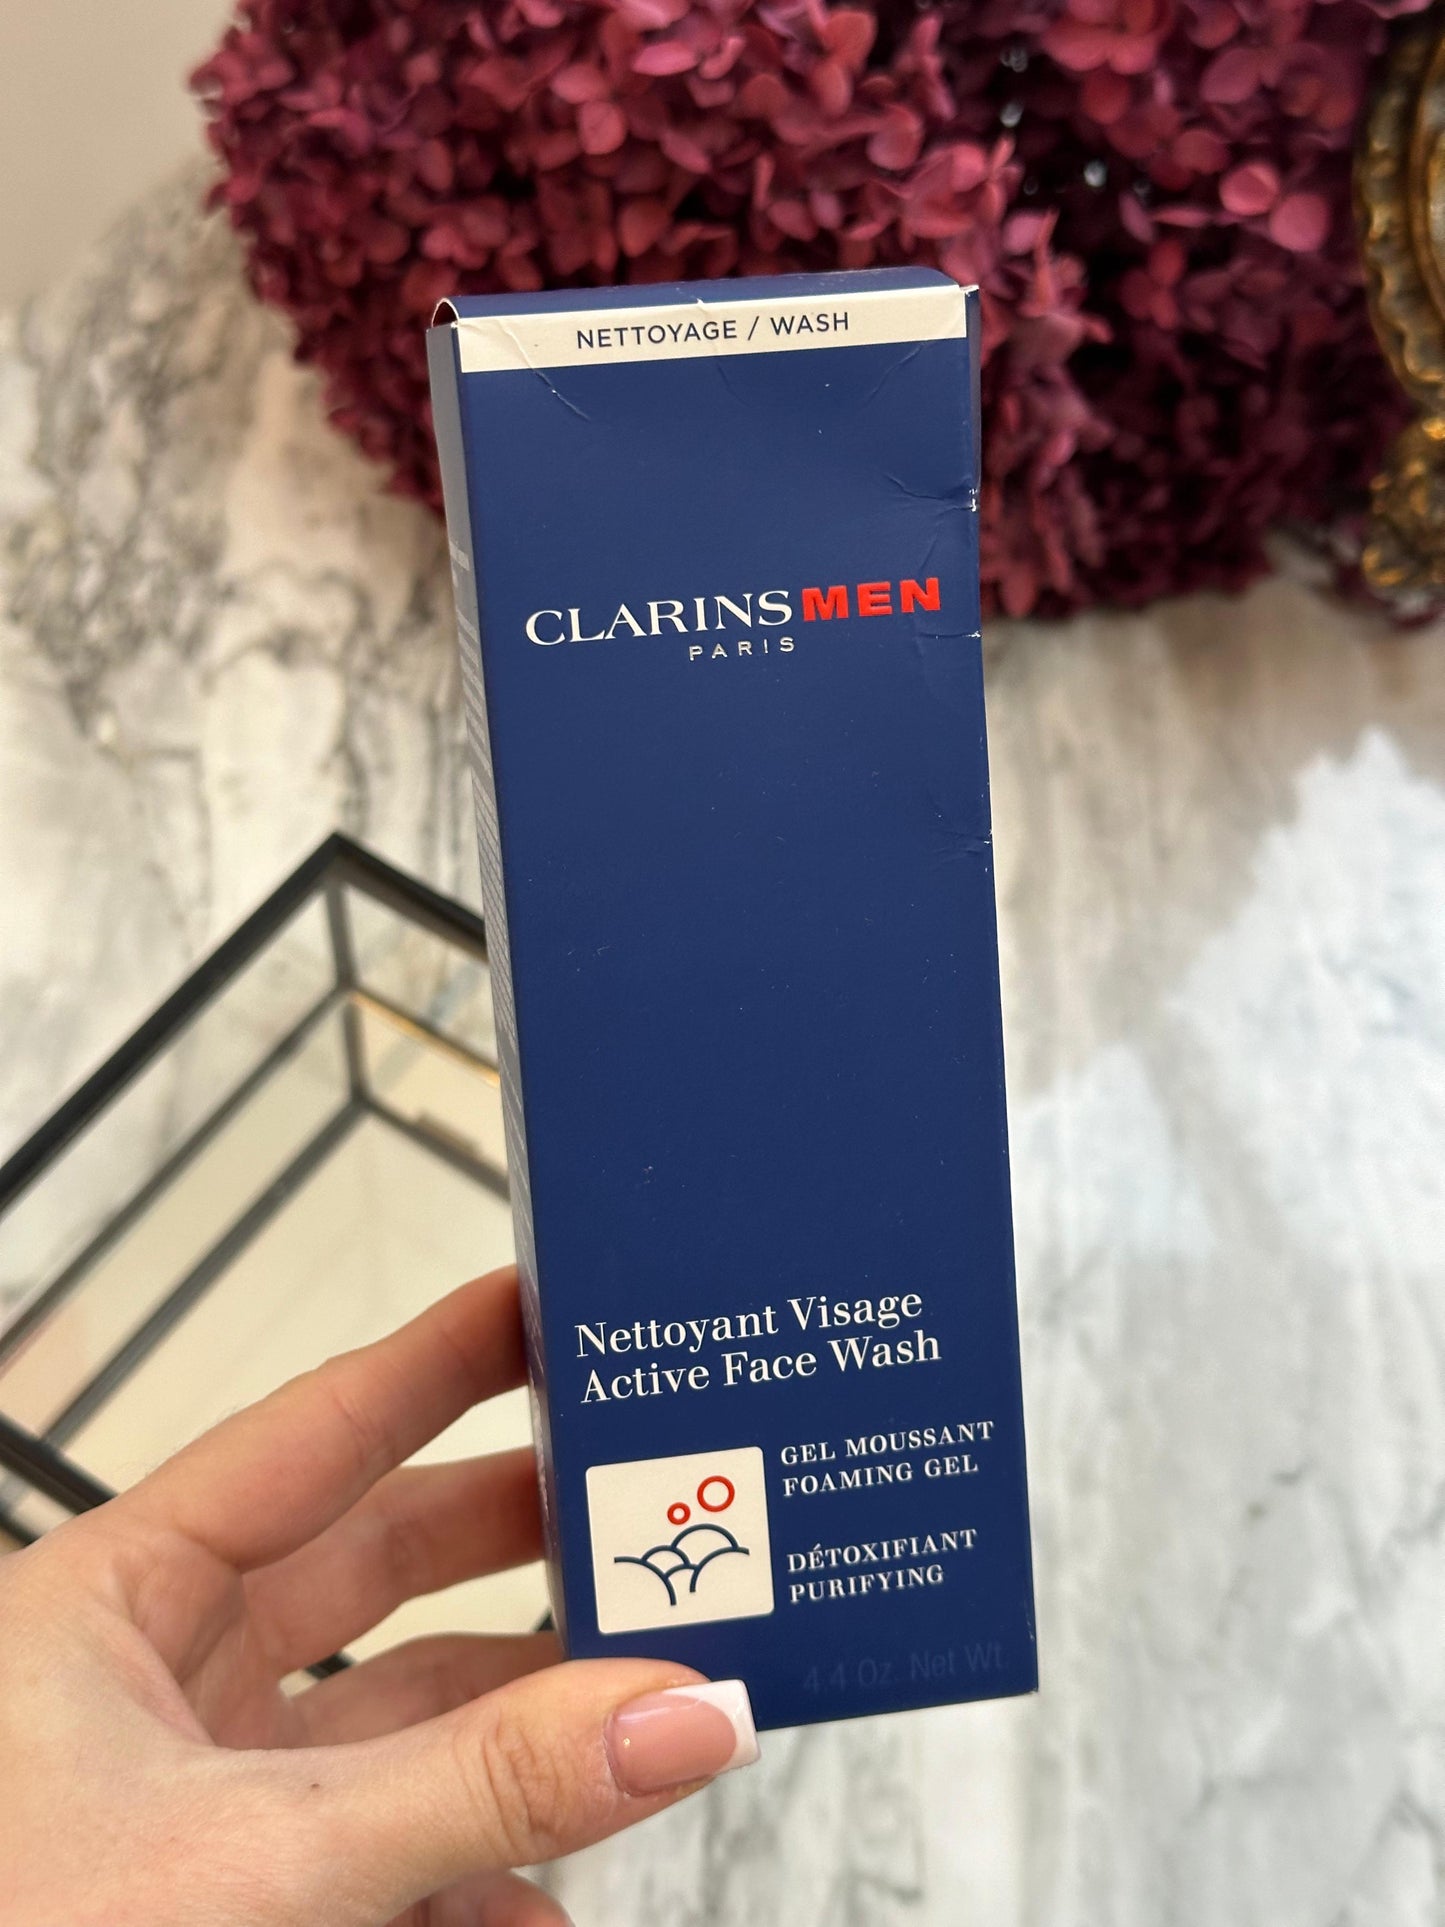 NETTOYAGE / WASH
CLARINSMEN
PARIS
Nettoyant Visage
Active Face Wash
GEL MOUSSANT
FOAMING GEL
DÉTOXIFIANT
PURIFYING
4.4 Oz. Net Wt.